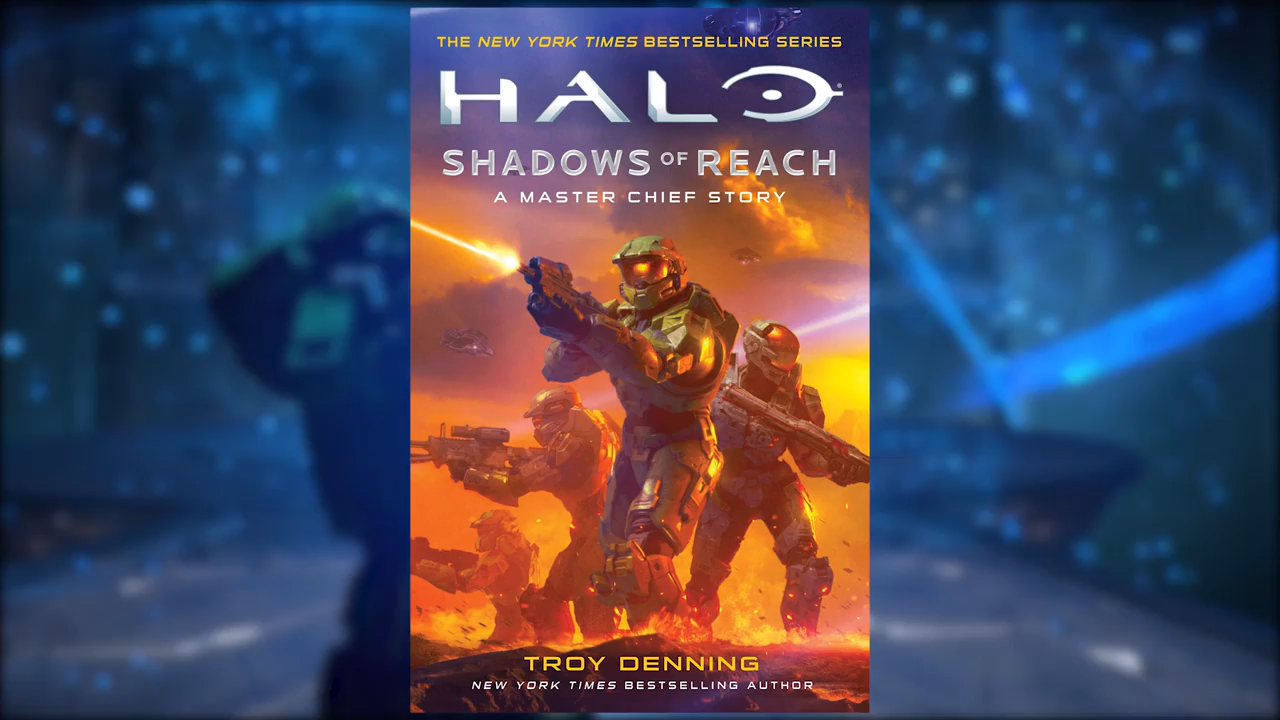 THE NEW YORK TIMES BESTSELLING SERIES
HALO
SHADOWS OF REACH
A MASTER CHIEF STORY
TROY DENNING
NEW YORK TIMES BESTSELLING AUTHOR